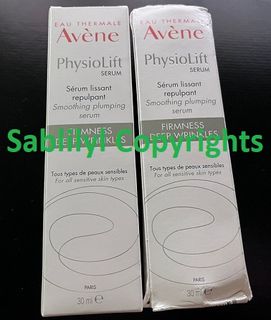 EAU THERMALE
Avène
PhysioLift
SERUM
Sérum lissant
repulpant
Smoothing plumping
serum
FIRMNESS
DEEP WRINKLES
Tous types de peaux sensibles
For all sensitive skin types
PARIS
30 ml e
EAU THERMALE
Avène
PhysioLift
SERUM
Sérum lissant
repulpant
Smoothing plumping
serum
FIRMNESS
DEEP WRINKLES
Tous types de peaux sensibles
For all sensitive skin types
PARIS
30 ml e
Sablilyl Copyrights